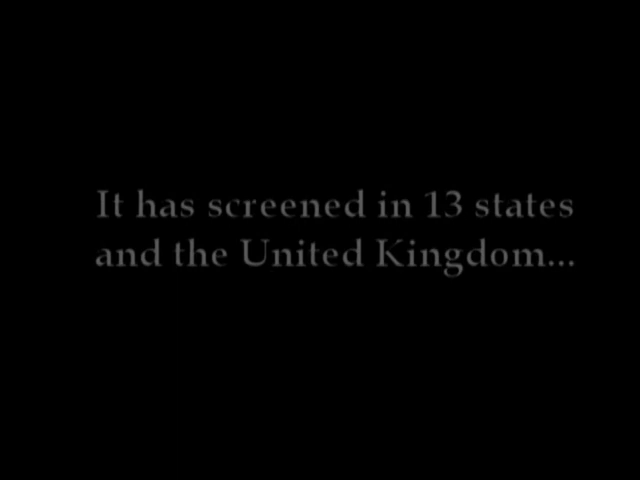 It has screened in 13 states
and the United Kingdom...